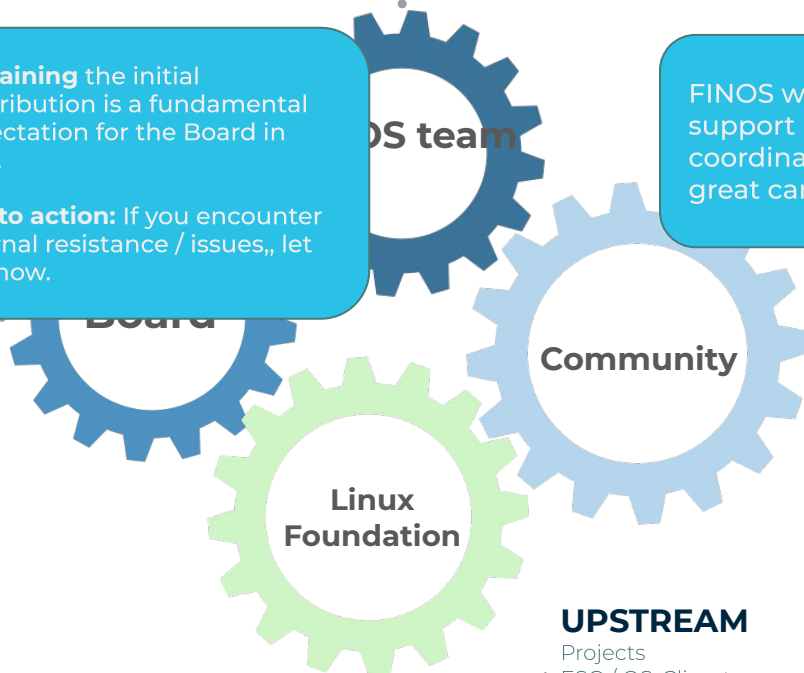 aining the initial
ribution is a fundamental
ectation for the Board in
to action: If you encounter
rnal resistance / issues,, let
now.
OS team
FINOS w
support
coordina
great car
Board
Community
Linux
Foundation
UPSTREAM
Projects